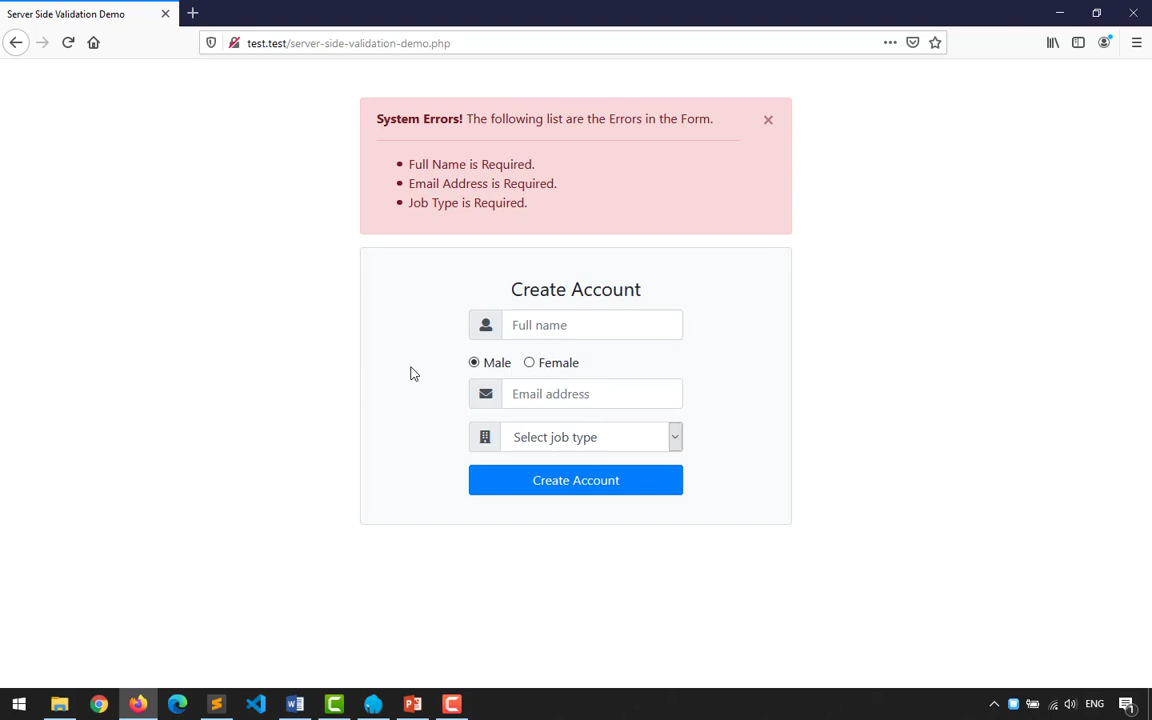 Server Side Validation Demo
test.test/server-side-validation-demo.php
System Errors! The following list are the Errors in the Form.
Full Name is Required.
Email Address is Required.
Job Type is Required.
Create Account
Full name
Male Female
Email address
Select job type
Create Account
ENG
1